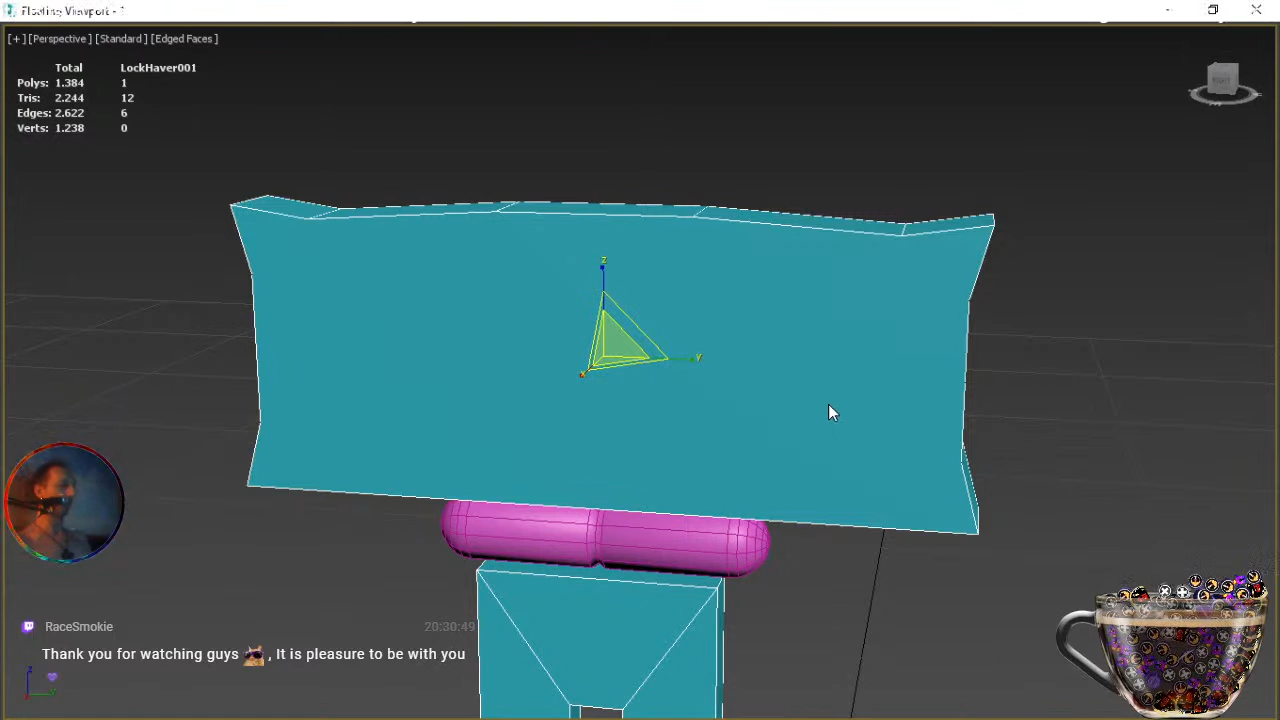 Floating Viewport - 1
[+] [Perspective] [Standard] [Edged Faces]
Total LockHaver001
Polys: 1.384 1
Tris: 2.244 12
Edges: 2.622 6
Verts: 1.238 0
z
y
x
RaceSmokie 20:30:49
Thank you for watching guys , It is pleasure to be with you